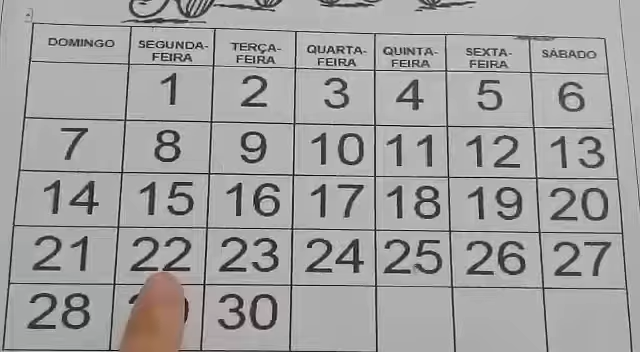 DOMINGO SEGUNDA-FEIRA TERÇA-FEIRA QUARTA-FEIRA QUINTA-FEIRA SEXTA-FEIRA SÁBADO
1 2 3 4 5 6
7 8 9 10 11 12 13
14 15 16 17 18 19 20
21 22 23 24 25 26 27
28 30